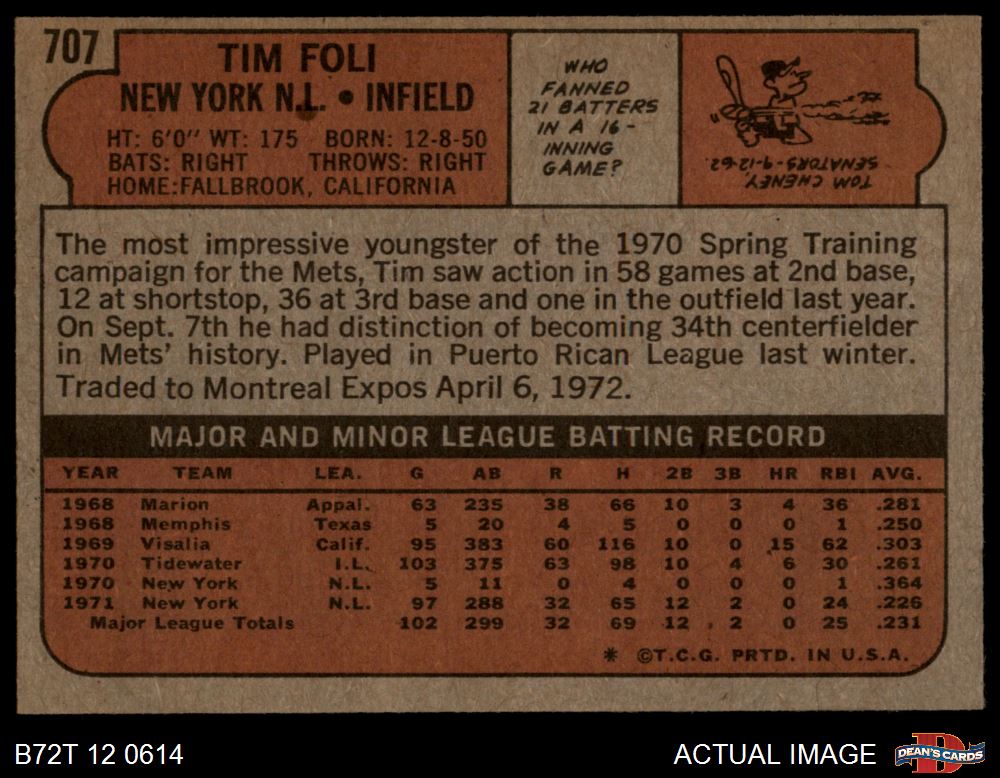 707
TIM FOLI
NEW YORK N.L. • INFIELD
HT: 6'0" WT: 175 BORN: 12-8-50
BATS: RIGHT THROWS: RIGHT
HOME:FALLBROOK, CALIFORNIA
WHO
FANNED
21 BATTERS
IN A 16-
INNING
GAME?
TOM CHENEY
SENATORS-9-12-62
The most impressive youngster of the 1970 Spring Training
campaign for the Mets, Tim saw action in 58 games at 2nd base,
12 at shortstop, 36 at 3rd base and one in the outfield last year.
On Sept. 7th he had distinction of becoming 34th centerfielder
in Mets' history. Played in Puerto Rican League last winter.
Traded to Montreal Expos April 6, 1972.
MAJOR AND MINOR LEAGUE BATTING RECORD
YEAR TEAM LEA. G AB R H 2B 3B HR RBI AVG.
1968 Marion Appal. 63 235 38 66 10 3 4 36 .281
1968 Memphis Texas 5 20 4 5 0 0 0 1 .250
1969 Visalia Calif. 95 383 60 116 10 0 15 62 .303
1970 Tidewater I.L. 103 375 63 98 10 4 6 30 .261
1970 New York N.L. 5 11 0 4 0 0 0 1 .364
1971 New York N.L. 97 288 32 65 12 2 0 24 .226
Major League Totals 102 299 32 69 12 2 0 25 .231
* ©T.C.G. PRTD. IN U.S.A.
B72T 12 0614
ACTUAL IMAGE
DEAN'S CARDS